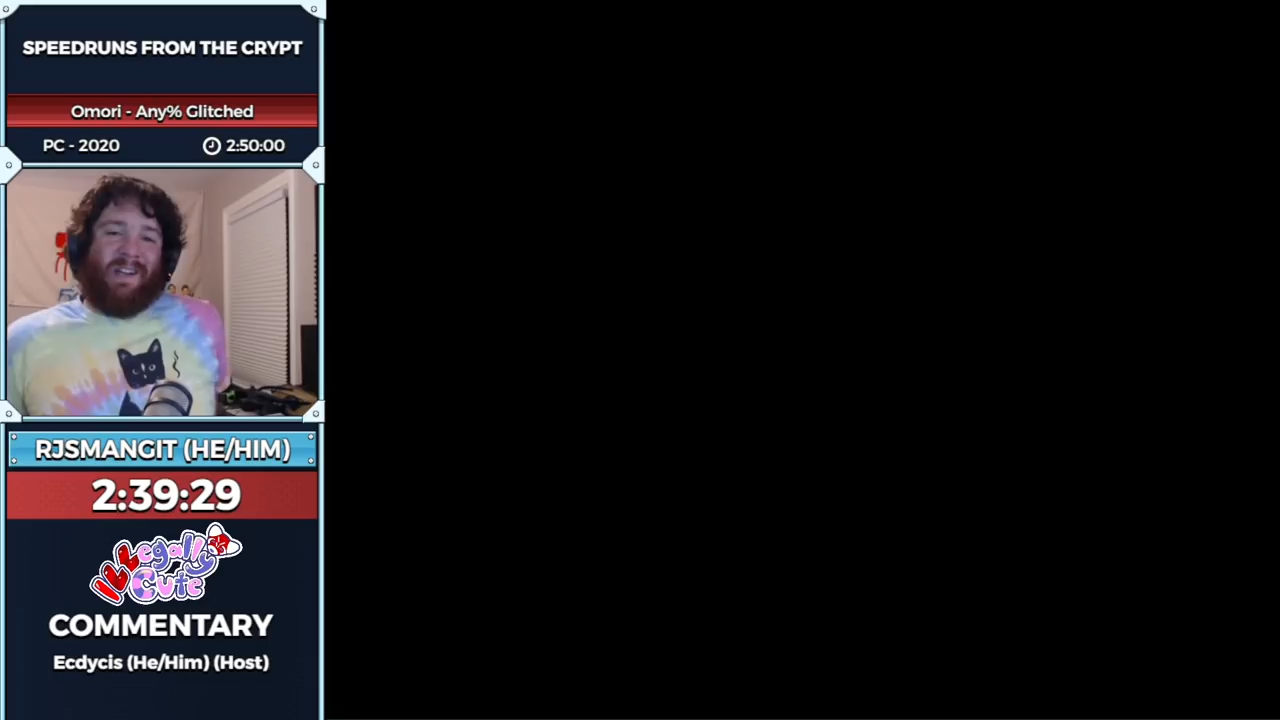 SPEEDRUNS FROM THE CRYPT
Omori - Any% Glitched
PC - 2020
2:50:00
RJSMANGIT (HE/HIM)
2:39:29
ILLLegally
Cute
COMMENTARY
Ecdycis (He/Him) (Host)